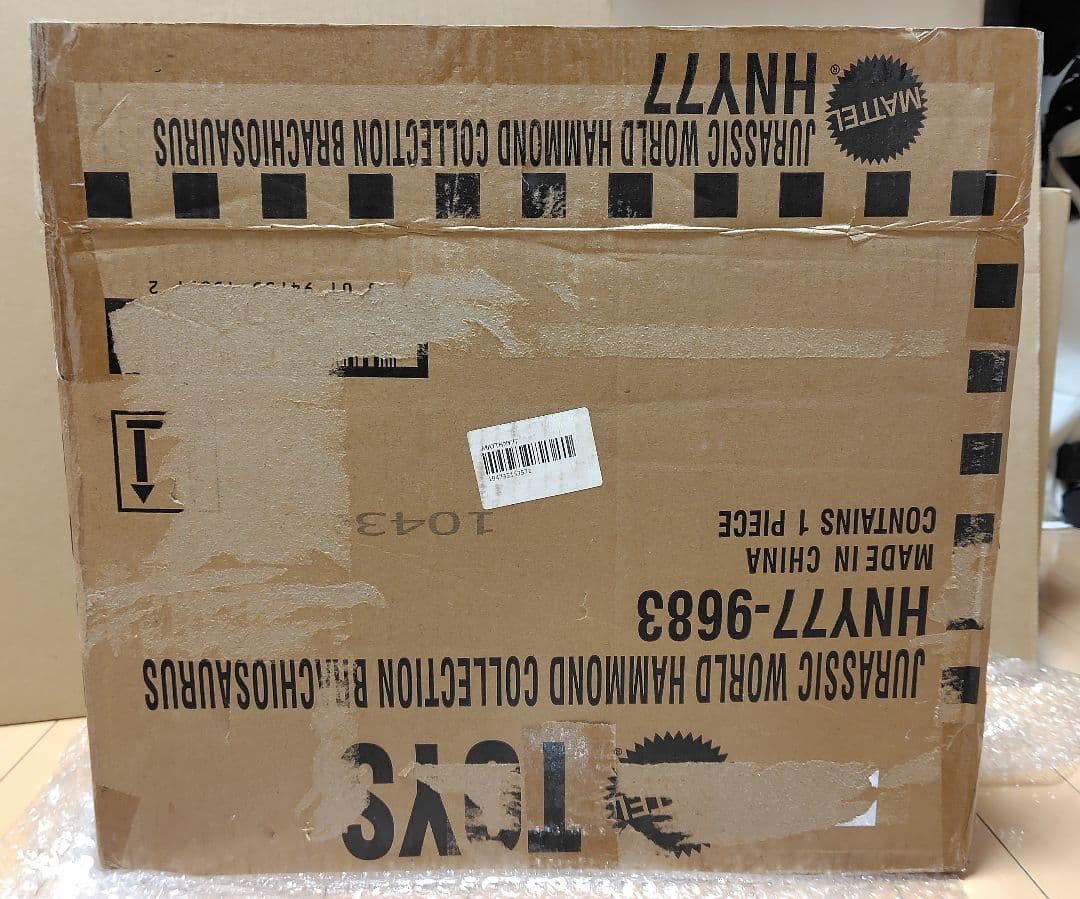 MATTEL TOYS
JURASSIC WORLD HAMMOND COLLECTION BRACHIOSAURUS
HNY77-9683
MADE IN CHINA
CONTAINS 1 PIECE
1043
JURASSIC WORLD HAMMOND COLLECTION BRACHIOSAURUS
MATTEL ®
HNY77